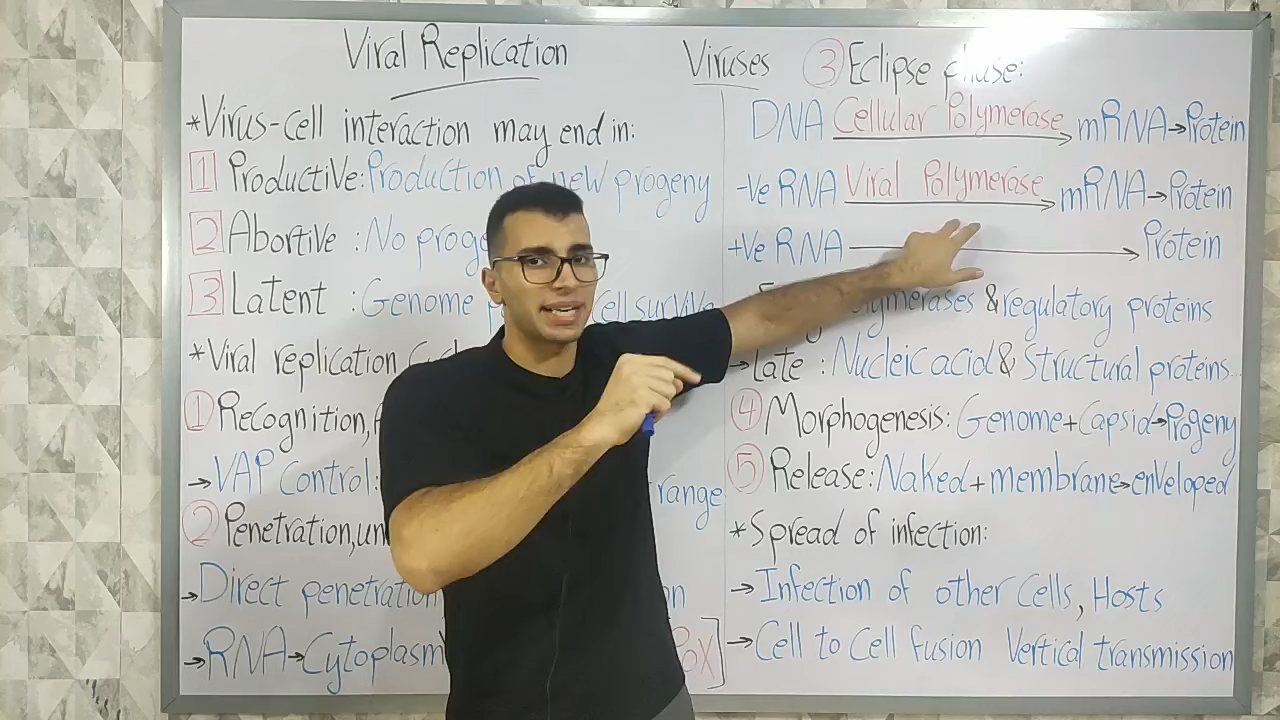 Viral Replication
*Virus-cell interaction may end in:
1 Productive: Production of new progeny
2 Abortive : No
3 Latent : Genome Cell
*Viral replication
1 Recognition,
→VAP Control: range
2 Penetration,
→Direct penetration
→RNA→Cytoplasm Pox]
Viruses
3 Eclipse phase:
DNA Cellular Polymerase mRNA→Protein
-ve RNA Viral Polymerase mRNA→Protein
+ve RNA → Protein
& regulatory proteins
→Late : Nucleic acid & Structural proteins
4 Morphogenesis: Genome+Capsid→Progeny
5 Release: Naked+membrane→enveloped
*Spread of infection:
→Infection of other Cells, Hosts
→Cell to Cell fusion Vertical transmission